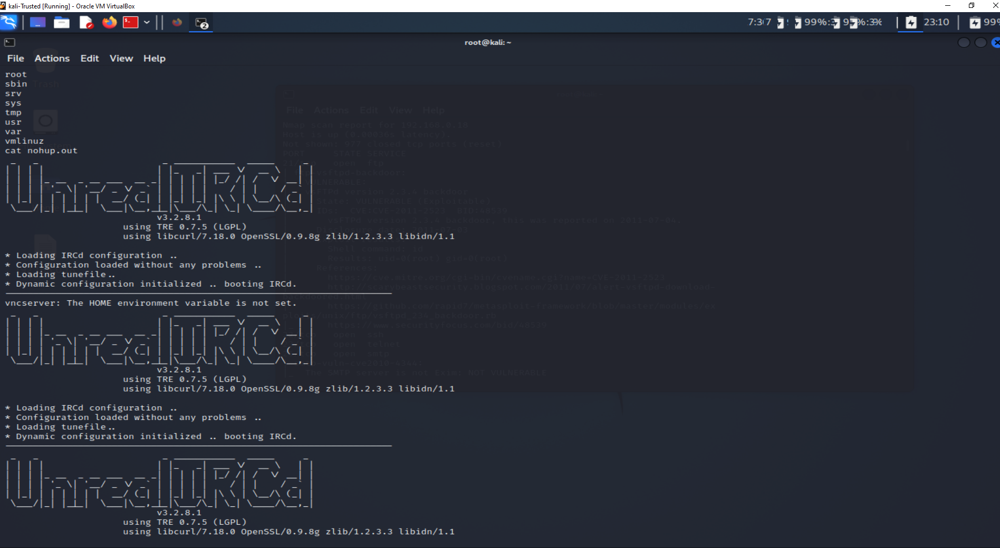 kali-Trusted [Running] - Oracle VM VirtualBox
2
99%
23:10
99%
root@kali: ~
File Actions Edit View Help
root
sbin
Trash
srv
sys
tmp
usr
var
vmlinuz
cat nohup.out
UnrealIRCd
v3.2.8.1
using TRE 0.7.5 (LGPL)
using libcurl/7.18.0 OpenSSL/0.9.8g zlib/1.2.3.3 libidn/1.1
* Loading IRCd configuration ..
* Configuration loaded without any problems ..
* Loading tunefile..
* Dynamic configuration initialized .. booting IRCd.
vncserver: The HOME environment variable is not set.
UnrealIRCd
v3.2.8.1
using TRE 0.7.5 (LGPL)
using libcurl/7.18.0 OpenSSL/0.9.8g zlib/1.2.3.3 libidn/1.1
* Loading IRCd configuration ..
* Configuration loaded without any problems ..
* Loading tunefile..
* Dynamic configuration initialized .. booting IRCd.
UnrealIRCd
v3.2.8.1
using TRE 0.7.5 (LGPL)
using libcurl/7.18.0 OpenSSL/0.9.8g zlib/1.2.3.3 libidn/1.1
File Actions Edit View Help
Nmap scan report for 192.168.0.18
Host is up (0.00036s latency).
Not shown: 977 closed tcp ports (reset)
PORT STATE SERVICE
open ftp
vsftpd-backdoor:
VULNERABLE:
vsFTPd version 2.3.4 backdoor
State: VULNERABLE (Exploitable)
IDs: CVE:CVE-2011-2523 BID:48539
vsFTPd version 2.3.4 backdoor, this was reported on 2011-07-04.
Disclosure date: 2011-07-03
Shell command: id
Results: uid=0(root) gid=0(root)
References:
https://cve.mitre.org/cgi-bin/cvename.cgi?name=CVE-2011-2523
http://scarybeastsecurity.blogspot.com/2011/07/alert-vsftpd-download-
backdoored.html
https://github.com/rapid7/metasploit-framework/blob/master/modules/ex
ploits/unix/ftp/vsftpd_234_backdoor.rb
https://www.securityfocus.com/bid/48539
open ssh
open telnet
open smtp
vuln-cve2010-4344:
The SMTP server is not Exim: NOT VULNERABLE